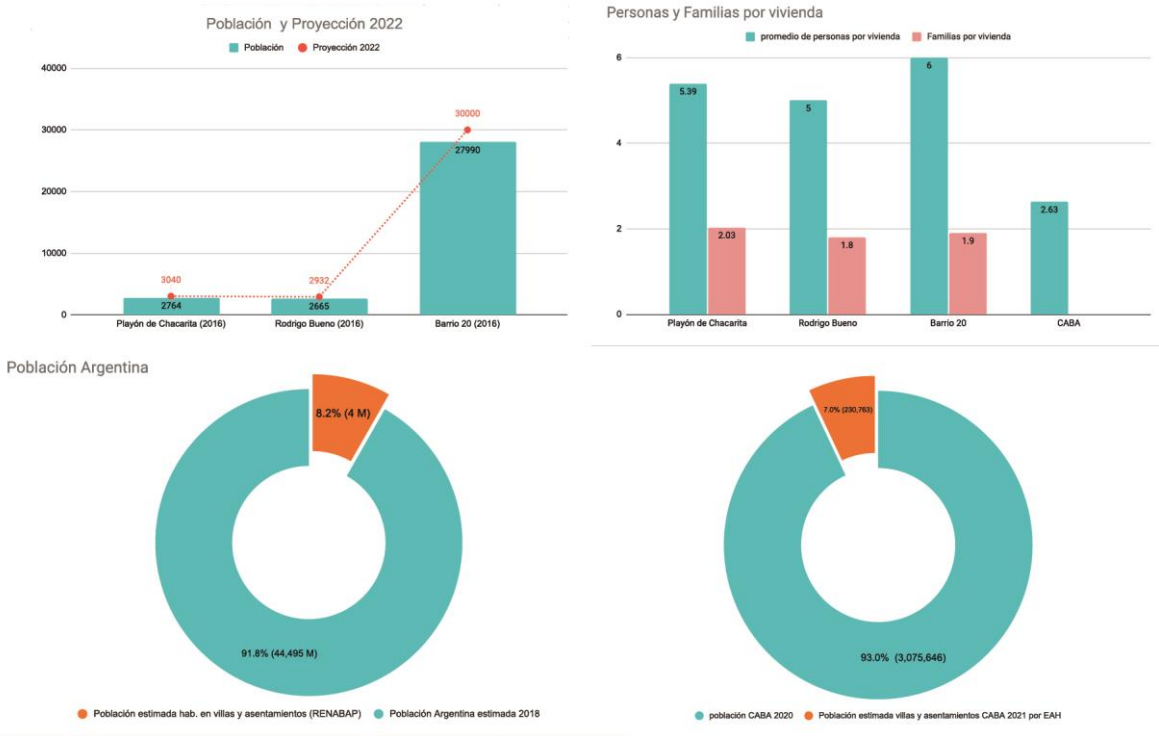 Población y Proyección 2022
Población Proyección 2022
40000
30000
20000
10000
0
3040
2764
2932
2665
30000
27990
Playón de Chacarita (2016) Rodrigo Bueno (2016) Barrio 20 (2016)
Personas y Familias por vivienda
promedio de personas por vivienda Familias por vivienda
6
4
2
0
5.39
2.03
5
1.8
6
1.9
2.63
Playón de Chacarita Rodrigo Bueno Barrio 20 CABA
Población Argentina
8.2% (4 M)
91.8% (44,495 M)
Población estimada hab. en villas y asentamientos (RENABAP) Población Argentina estimada 2018
7.0% (230,763)
93.0% (3,075,646)
población CABA 2020 Población estimada villas y asentamientos CABA 2021 por EAH